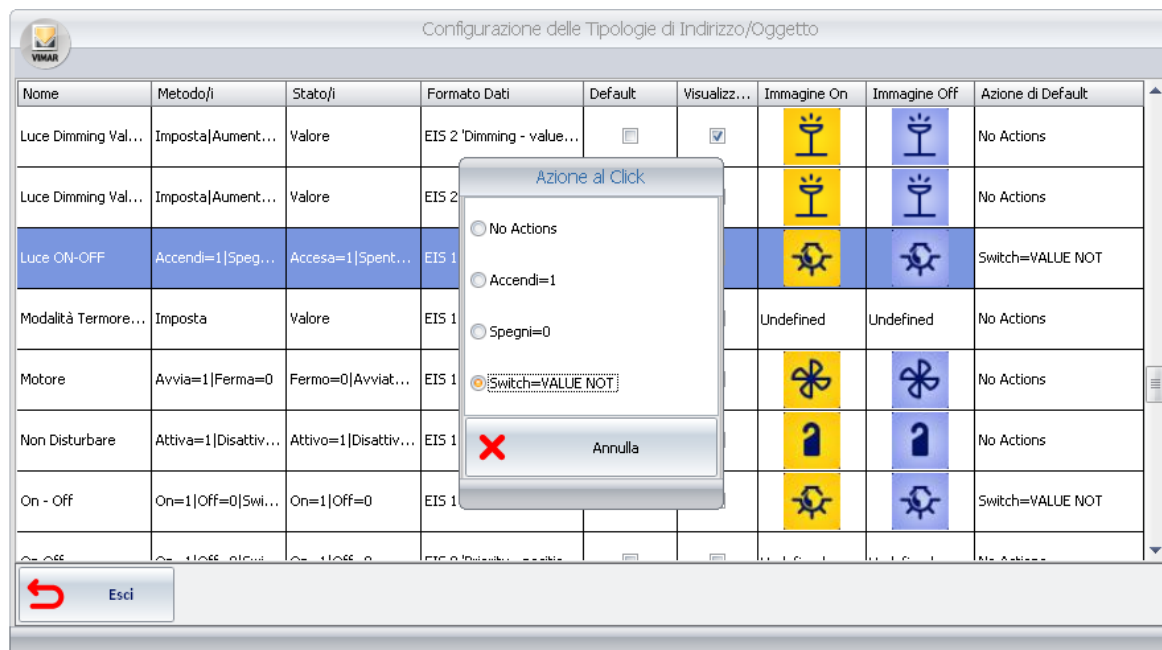 Configurazione delle Tipologie di Indirizzo/Oggetto
VIMAR
Nome Metodo/i Stato/i Formato Dati Default Visualizz... Immagine On Immagine Off Azione di Default
Luce Dimming Val... Imposta|Aument... Valore EIS 2 'Dimming - value... No Actions
Luce Dimming Val... Imposta|Aument... Valore EIS 2 No Actions
Luce ON-OFF Accendi=1|Speg... Accesa=1|Spent... EIS 1 Switch=VALUE NOT
Modalità Termore... Imposta Valore EIS 1 Undefined Undefined No Actions
Motore Avvia=1|Ferma=0 Fermo=0|Avviat... EIS 1 No Actions
Non Disturbare Attiva=1|Disattiv... Attivo=1|Disattiv... EIS 1 No Actions
On - Off On=1|Off=0|Swi... On=1|Off=0 EIS 1 Switch=VALUE NOT
Azione al Click
No Actions
Accendi=1
Spegni=0
Switch=VALUE NOT
Annulla
Esci